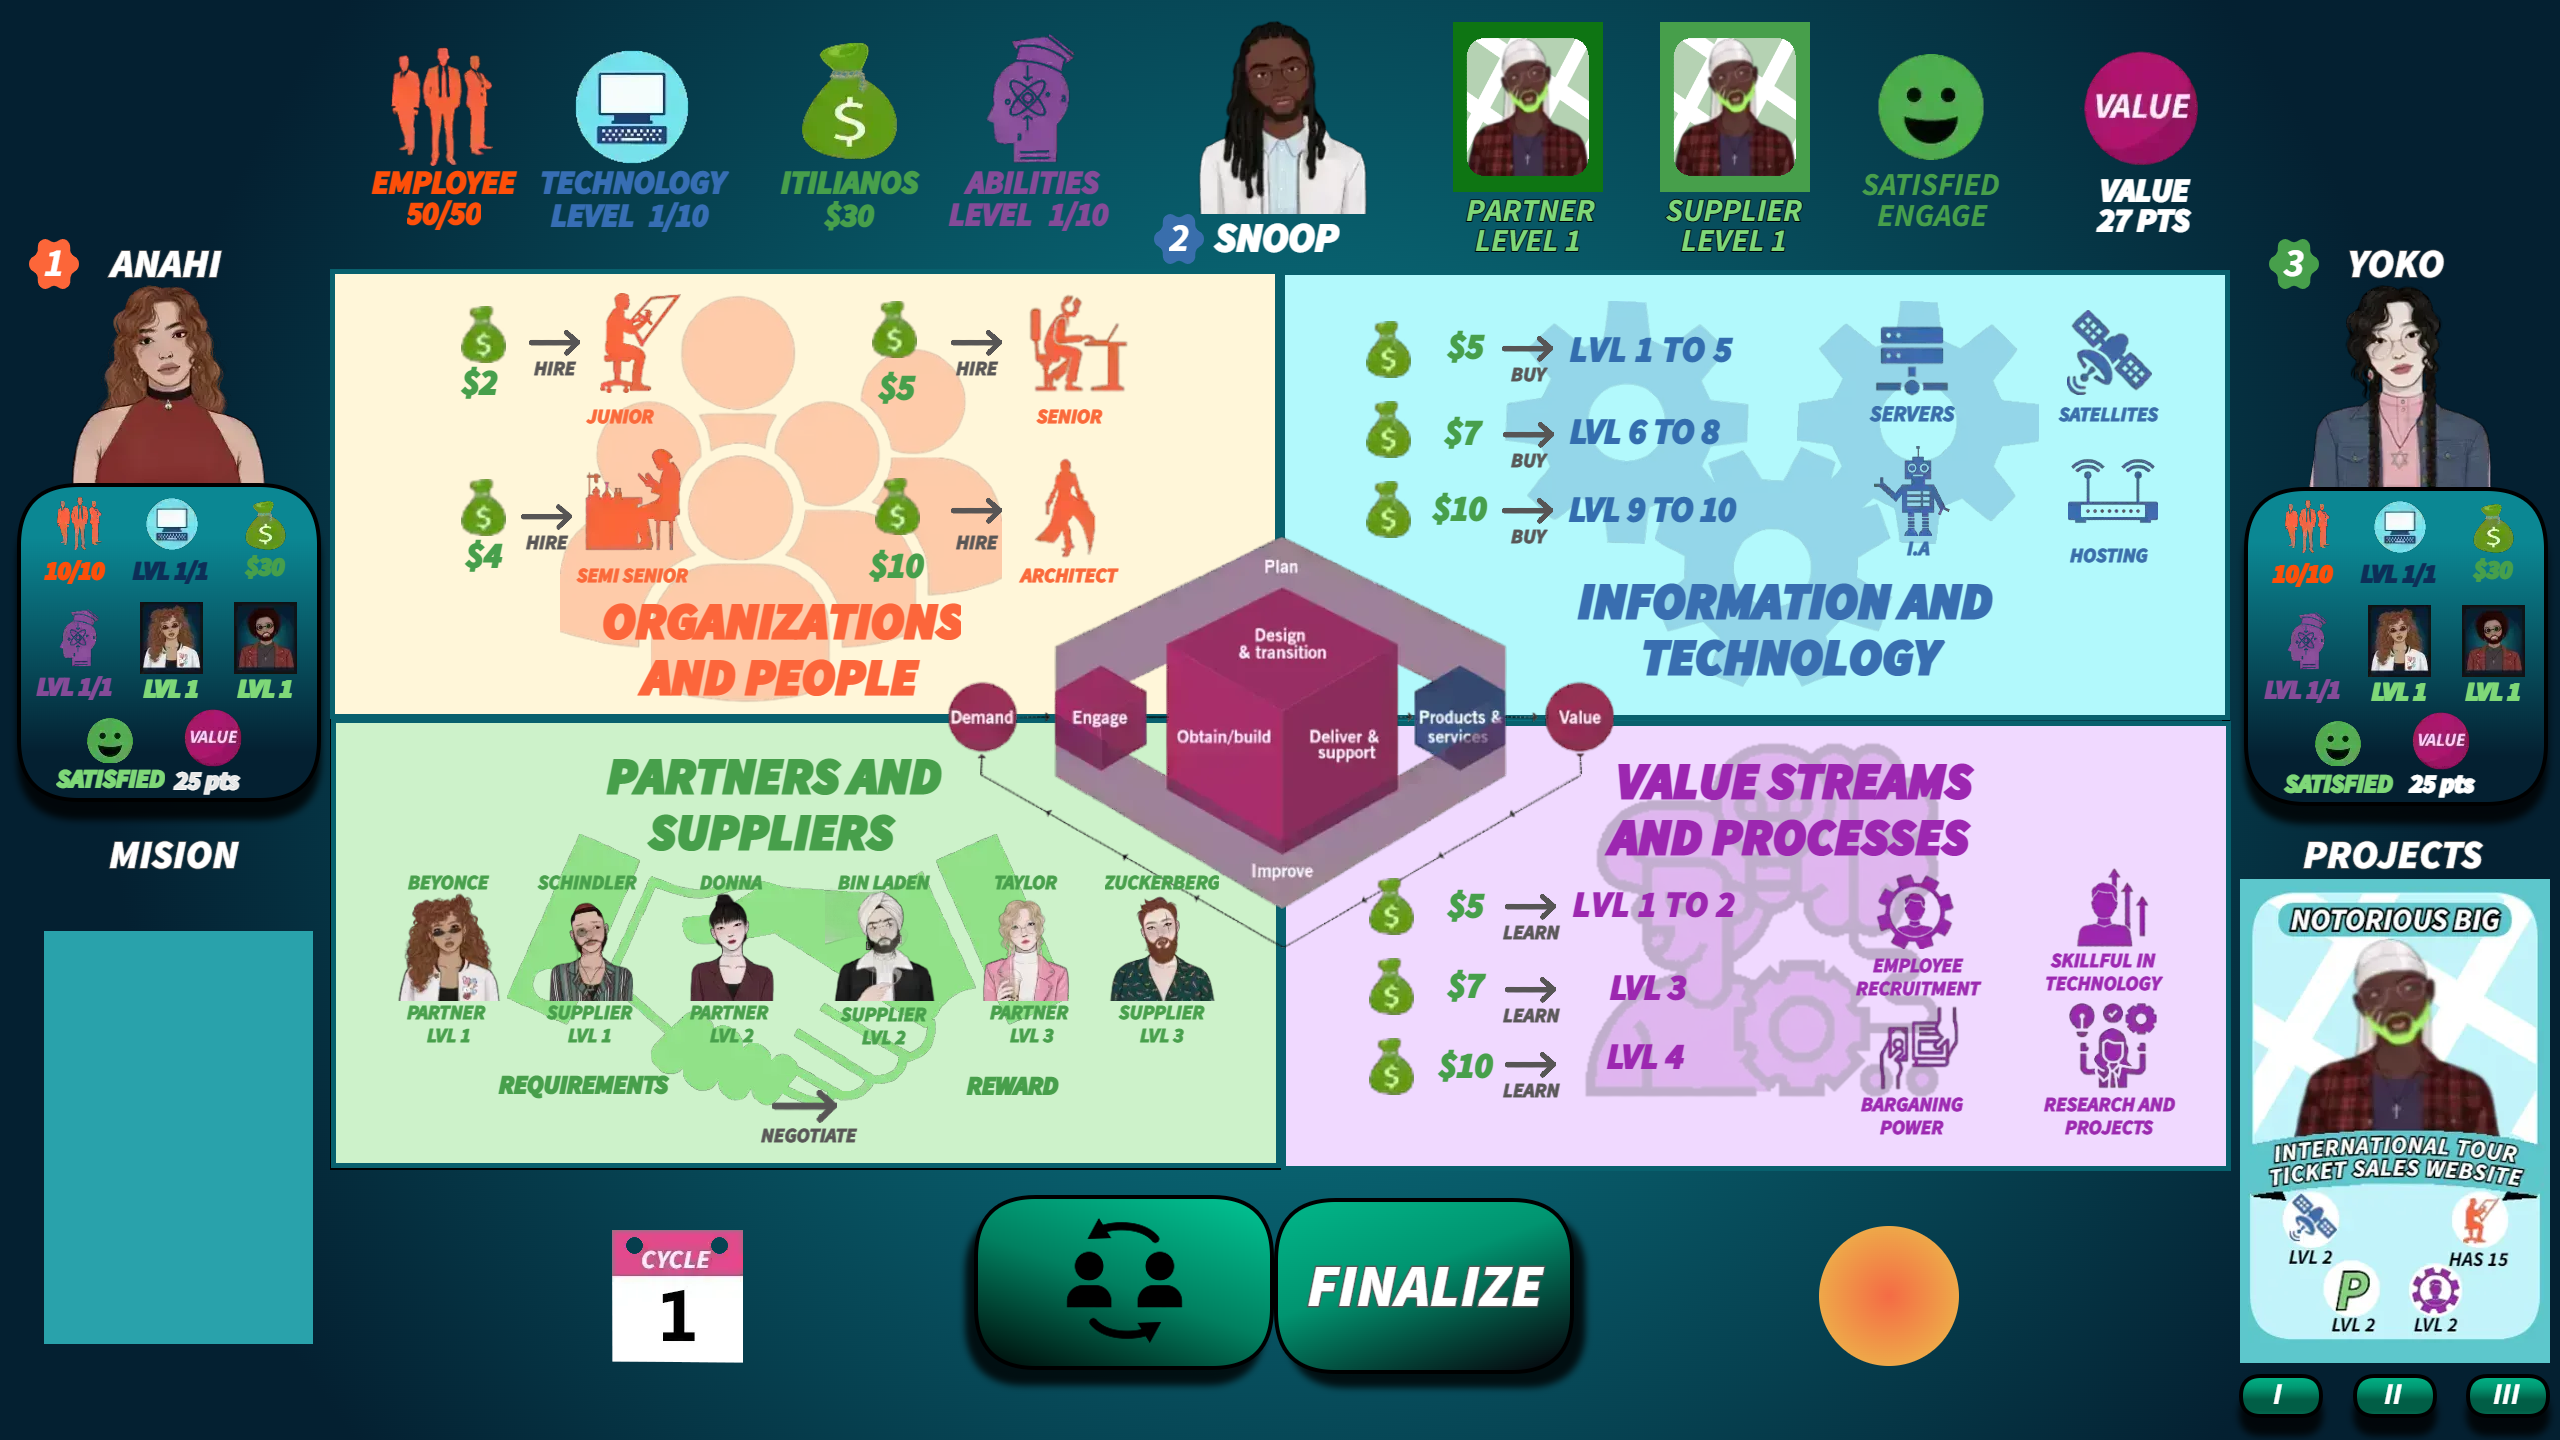 EMPLOYEE
50/50
TECHNOLOGY
LEVEL 1/10
ITILIANOS
$30
ABILITIES
LEVEL 1/10
2 SNOOP
PARTNER
LEVEL 1
SUPPLIER
LEVEL 1
SATISFIED
ENGAGE
VALUE
VALUE
27 PTS
1 ANAHI
10/10
LVL 1/1
$30
LVL 1/1
LVL 1
LVL 1
VALUE
SATISFIED
25 pts
MISION
3 YOKO
10/10
LVL 1/1
$30
LVL 1/1
LVL 1
LVL 1
VALUE
SATISFIED
25 pts
PROJECTS
$2
HIRE
JUNIOR
$5
HIRE
SENIOR
$4
HIRE
SEMI SENIOR
$10
HIRE
ARCHITECT
ORGANIZATIONS
AND PEOPLE
$5
BUY
LVL 1 TO 5
$7
BUY
LVL 6 TO 8
$10
BUY
LVL 9 TO 10
SERVERS
SATELLITES
I.A
HOSTING
INFORMATION AND
TECHNOLOGY
Plan
Design
& transition
Demand
Engage
Obtain/build
Deliver &
support
Products &
services
Value
Improve
PARTNERS AND
SUPPLIERS
BEYONCE
PARTNER
LVL 1
SCHINDLER
SUPPLIER
LVL 1
DONNA
PARTNER
LVL 2
BIN LADEN
SUPPLIER
LVL 2
TAYLOR
PARTNER
LVL 3
ZUCKERBERG
SUPPLIER
LVL 3
REQUIREMENTS
NEGOTIATE
REWARD
VALUE STREAMS
AND PROCESSES
$5
LEARN
LVL 1 TO 2
$7
LEARN
LVL 3
$10
LEARN
LVL 4
EMPLOYEE
RECRUITMENT
SKILLFUL IN
TECHNOLOGY
BARGANING
POWER
RESEARCH AND
PROJECTS
NOTORIOUS BIG
INTERNATIONAL TOUR
TICKET SALES WEBSITE
LVL 2
HAS 15
P
LVL 2
LVL 2
CYCLE
1
FINALIZE
I
II
III